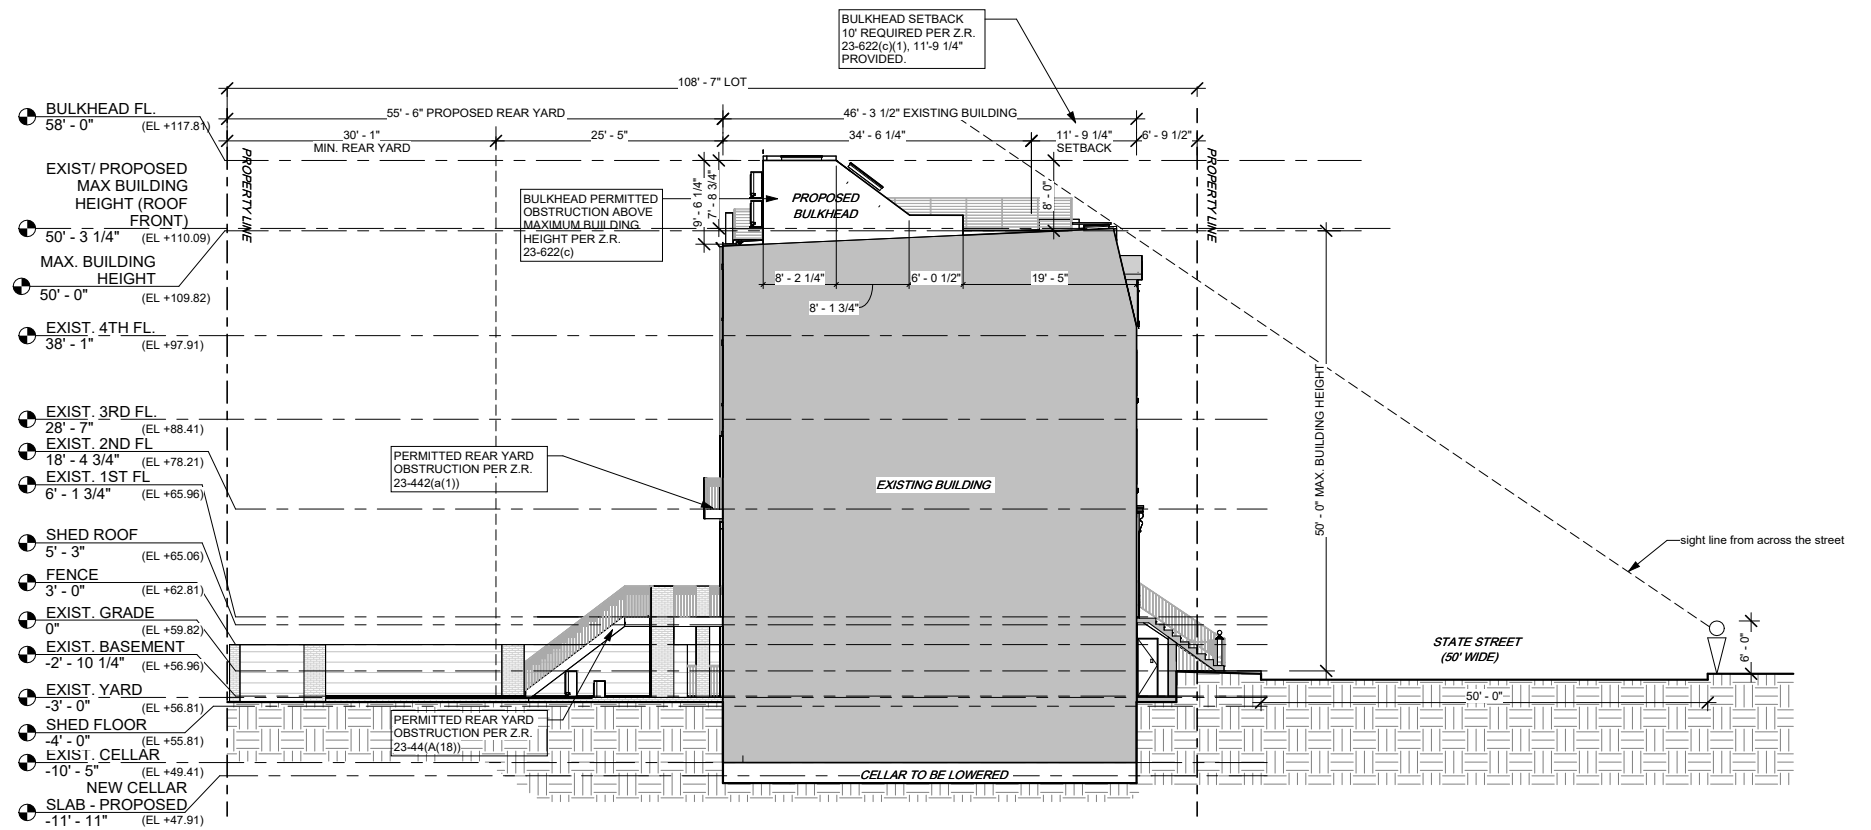 BULKHEAD SETBACK
10' REQUIRED PER Z.R.
23-622(c)(1), 11'-9 1/4"
PROVIDED.
108' - 7" LOT
55' - 6" PROPOSED REAR YARD
46' - 3 1/2" EXISTING BUILDING
30' - 1"
MIN. REAR YARD
25' - 5"
34' - 6 1/4"
11' - 9 1/4"
SETBACK
6' - 9 1/2"
BULKHEAD FL.
58' - 0" (EL +117.81)
EXIST/ PROPOSED
MAX BUILDING
HEIGHT (ROOF
FRONT)
50' - 3 1/4" (EL +110.09)
MAX. BUILDING
HEIGHT
50' - 0" (EL +109.82)
EXIST. 4TH FL.
38' - 1" (EL +97.91)
EXIST. 3RD FL.
28' - 7" (EL +88.41)
EXIST. 2ND FL
18' - 4 3/4" (EL +78.21)
EXIST. 1ST FL
6' - 1 3/4" (EL +65.96)
SHED ROOF
5' - 3" (EL +65.06)
FENCE
3' - 0" (EL +62.81)
EXIST. GRADE
0" (EL +59.82)
EXIST. BASEMENT
-2' - 10 1/4" (EL +56.96)
EXIST. YARD
-3' - 0" (EL +56.81)
SHED FLOOR
-4' - 0" (EL +55.81)
EXIST. CELLAR
-10' - 5" (EL +49.41)
NEW CELLAR
SLAB - PROPOSED
-11' - 11" (EL +47.91)
PROPERTY LINE
PROPERTY LINE
BULKHEAD PERMITTED
OBSTRUCTION ABOVE
MAXIMUM BUILDING
HEIGHT PER Z.R.
23-622(c)
9' - 6 1/4"
7' - 8 3/4"
PROPOSED
BULKHEAD
8' - 0"
8' - 2 1/4"
6' - 0 1/2"
19' - 5"
8' - 1 3/4"
PERMITTED REAR YARD
OBSTRUCTION PER Z.R.
23-442(a(1))
EXISTING BUILDING
50' - 0" MAX. BUILDING HEIGHT
sight line from across the street
STATE STREET
(50' WIDE)
6' - 0"
50' - 0"
PERMITTED REAR YARD
OBSTRUCTION PER Z.R.
23-44(A(18))
CELLAR TO BE LOWERED